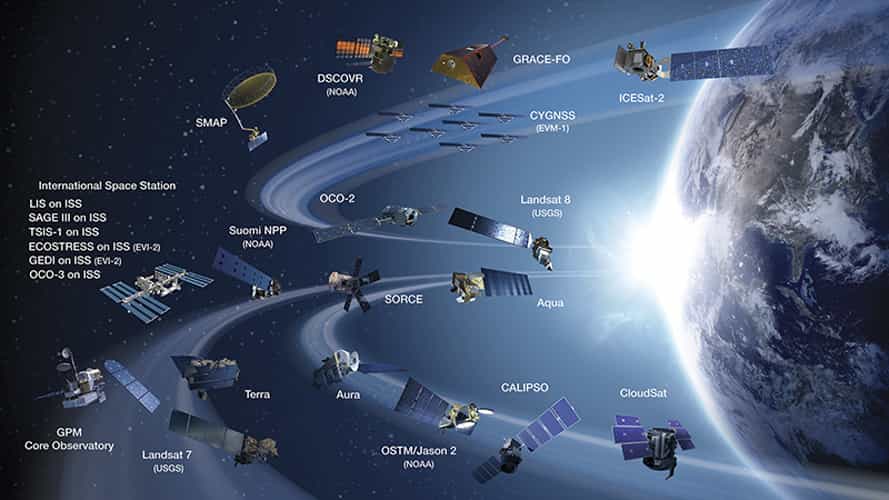 DSCOVR
(NOAA)
GRACE-FO
ICESat-2
SMAP
CYGNSS
(EVM-1)
International Space Station
LIS on ISS
SAGE III on ISS
TSIS-1 on ISS
ECOSTRESS on ISS (EVI-2)
GEDI on ISS (EVI-2)
OCO-3 on ISS
OCO-2
Landsat 8
(USGS)
Suomi NPP
(NOAA)
SORCE
Aqua
GPM
Core Observatory
Terra
Aura
CALIPSO
CloudSat
Landsat 7
(USGS)
OSTM/Jason 2
(NOAA)